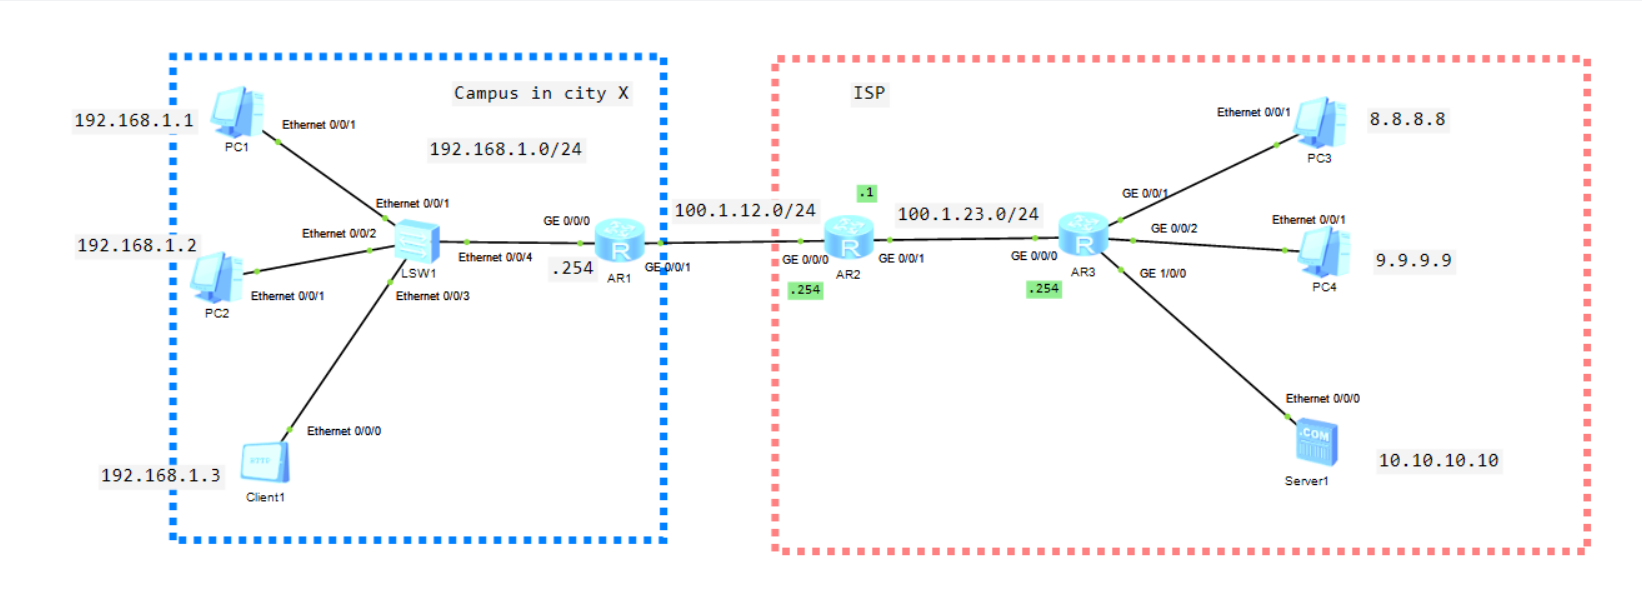 Campus in city X
ISP
192.168.1.1
Ethernet 0/0/1
PC1
192.168.1.0/24
Ethernet 0/0/1
Ethernet 0/0/2
192.168.1.2
Ethernet 0/0/1
PC2
LSW1
Ethernet 0/0/4
Ethernet 0/0/3
GE 0/0/0
.254
AR1
GE 0/0/1
100.1.12.0/24
.1
GE 0/0/0
.254
AR2
GE 0/0/1
100.1.23.0/24
GE 0/0/0
.254
AR3
GE 0/0/1
GE 0/0/2
GE 1/0/0
Ethernet 0/0/1
PC3
8.8.8.8
Ethernet 0/0/1
PC4
9.9.9.9
Ethernet 0/0/0
192.168.1.3
HTTP
Client1
Ethernet 0/0/0
.COM
Server1
10.10.10.10
R
R
R